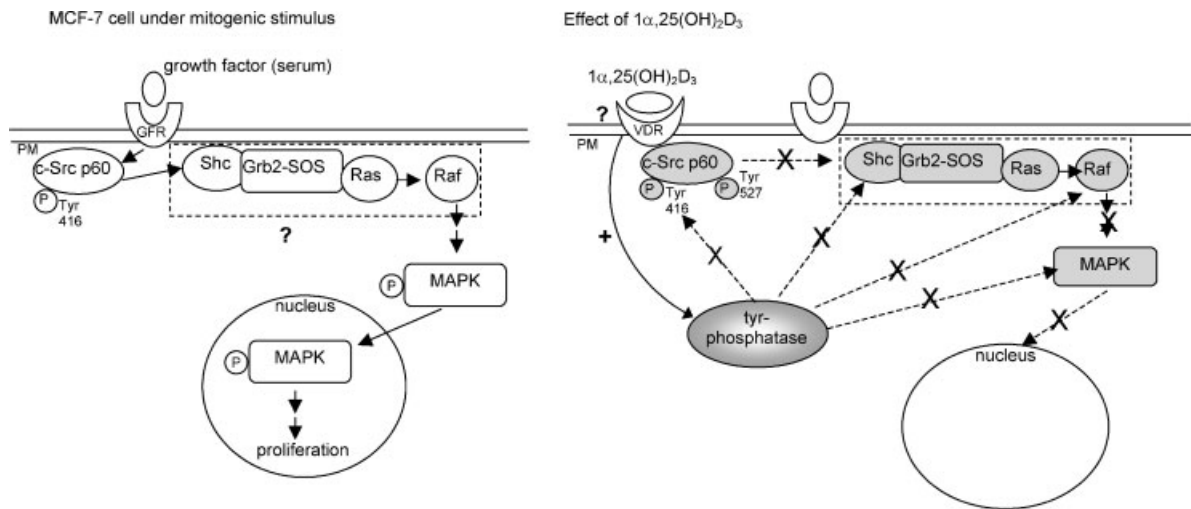 MCF-7 cell under mitogenic stimulus
growth factor (serum)
GFR
PM
c-Src p60
P
Tyr
416
Shc
Grb2-SOS
Ras
Raf
?
P
MAPK
nucleus
P
MAPK
proliferation
Effect of 1α,25(OH)₂D₃
1α,25(OH)₂D₃
?
VDR
PM
c-Src p60
P
Tyr
416
P
Tyr
527
X
Shc
Grb2-SOS
Ras
Raf
X
+
X
X
X
X
MAPK
tyr-
phosphatase
X
nucleus